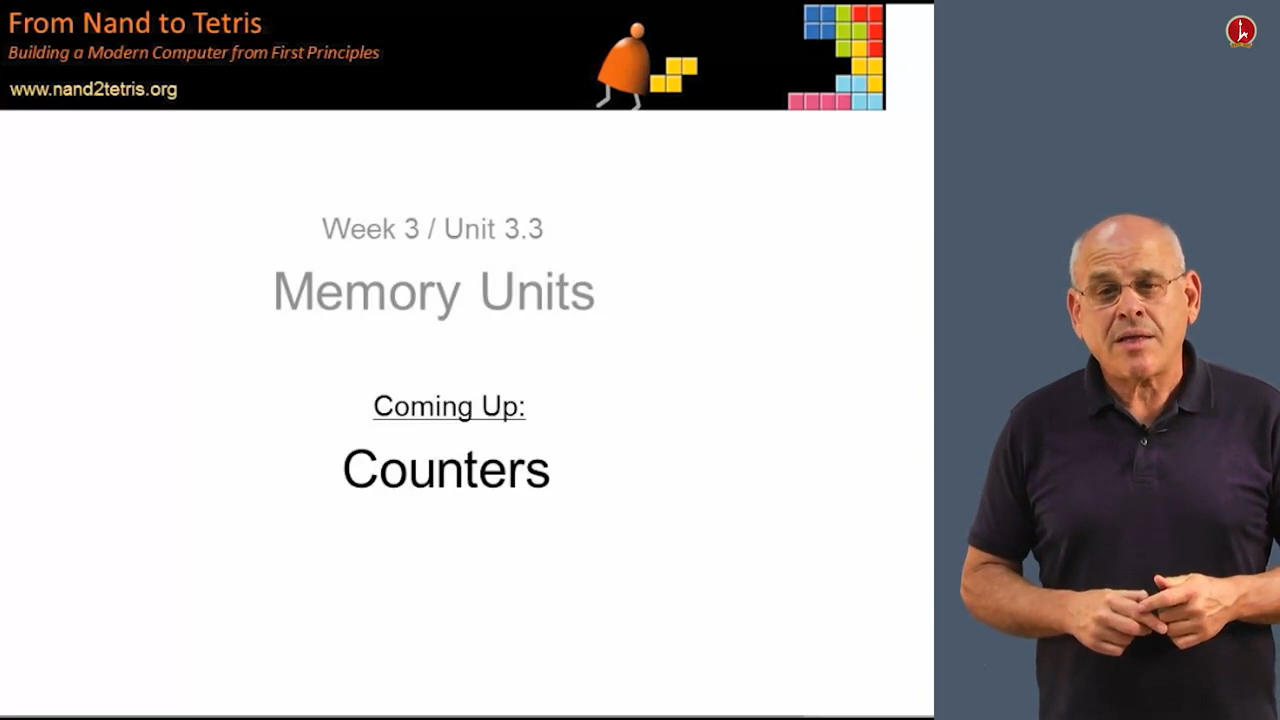 From Nand to Tetris
Building a Modern Computer from First Principles
www.nand2tetris.org
Week 3 / Unit 3.3
Memory Units
Coming Up:
Counters